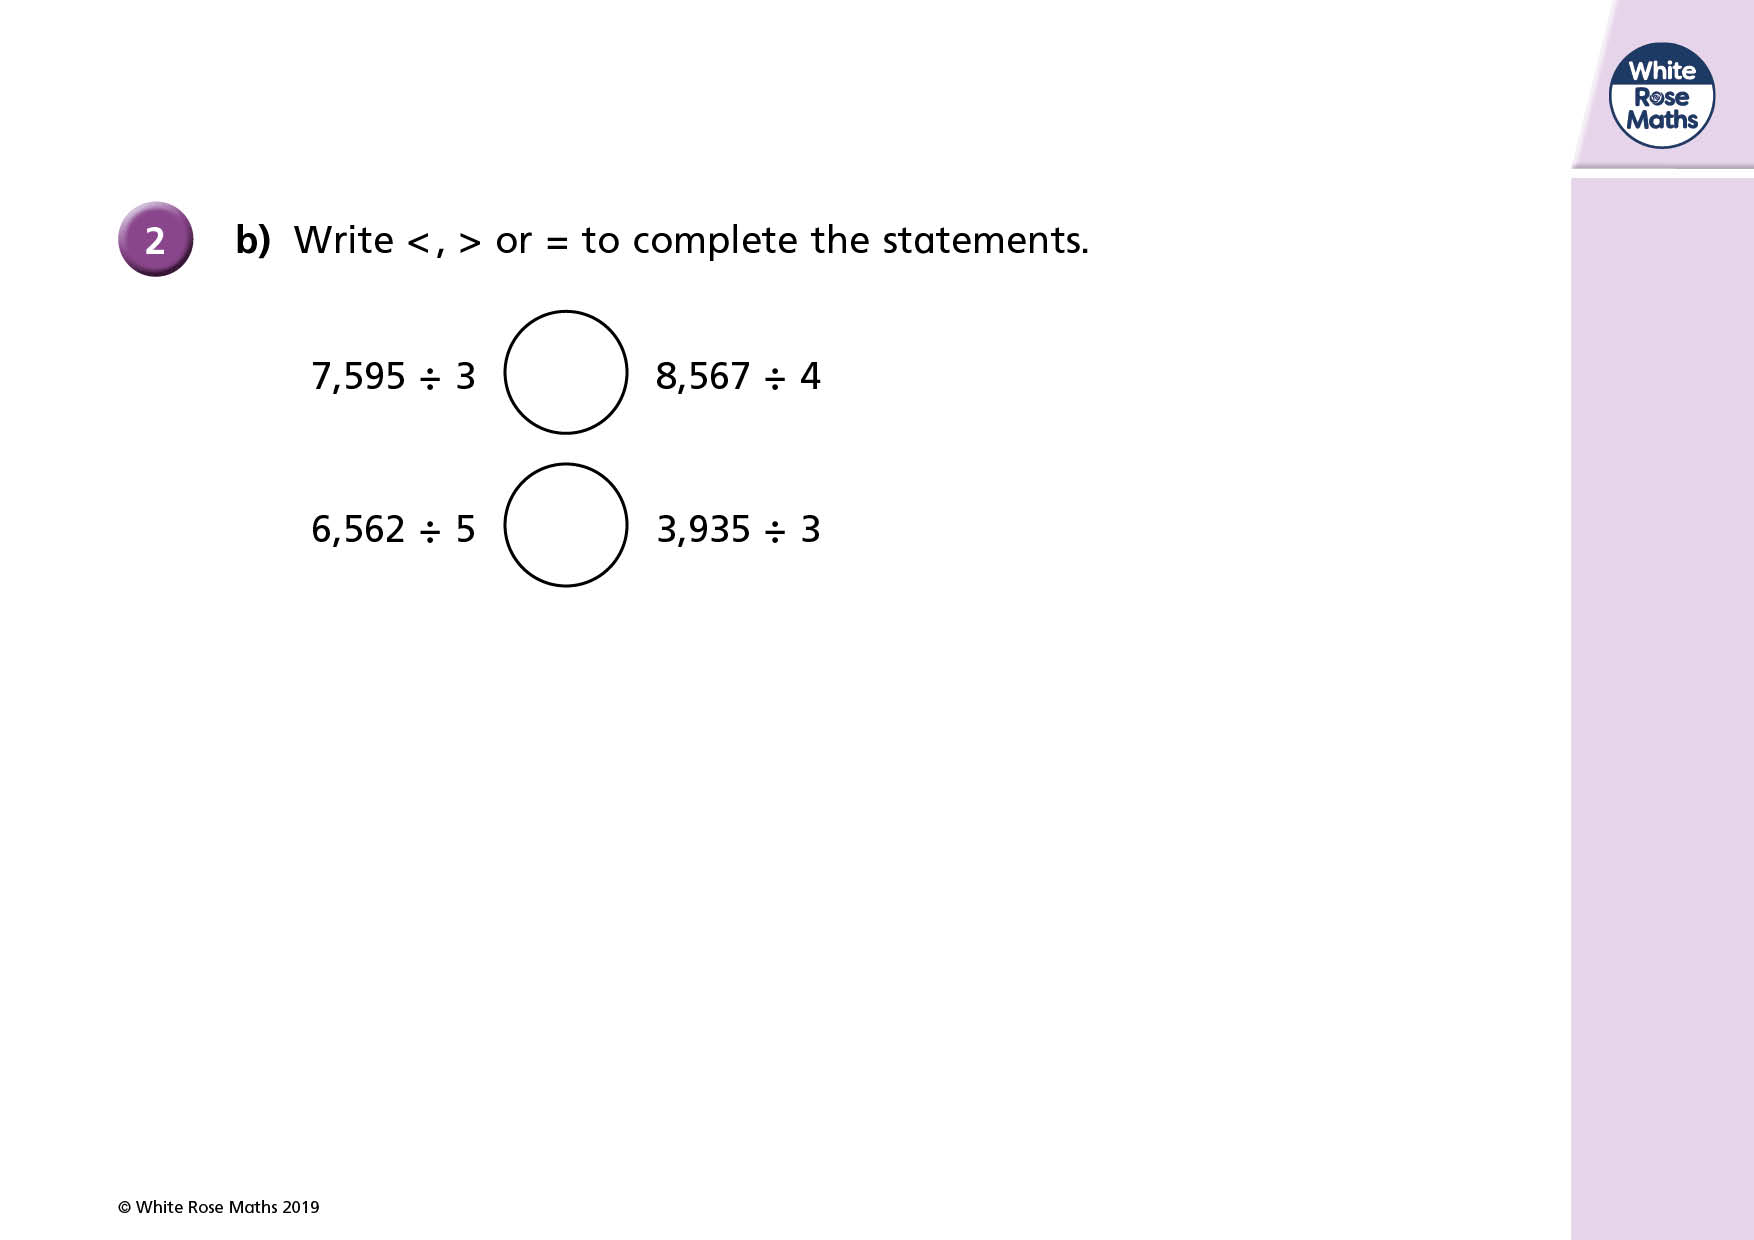 White
Rose
Maths
2 b) Write <, > or = to complete the statements.
7,595 ÷ 3 8,567 ÷ 4
6,562 ÷ 5 3,935 ÷ 3
© White Rose Maths 2019